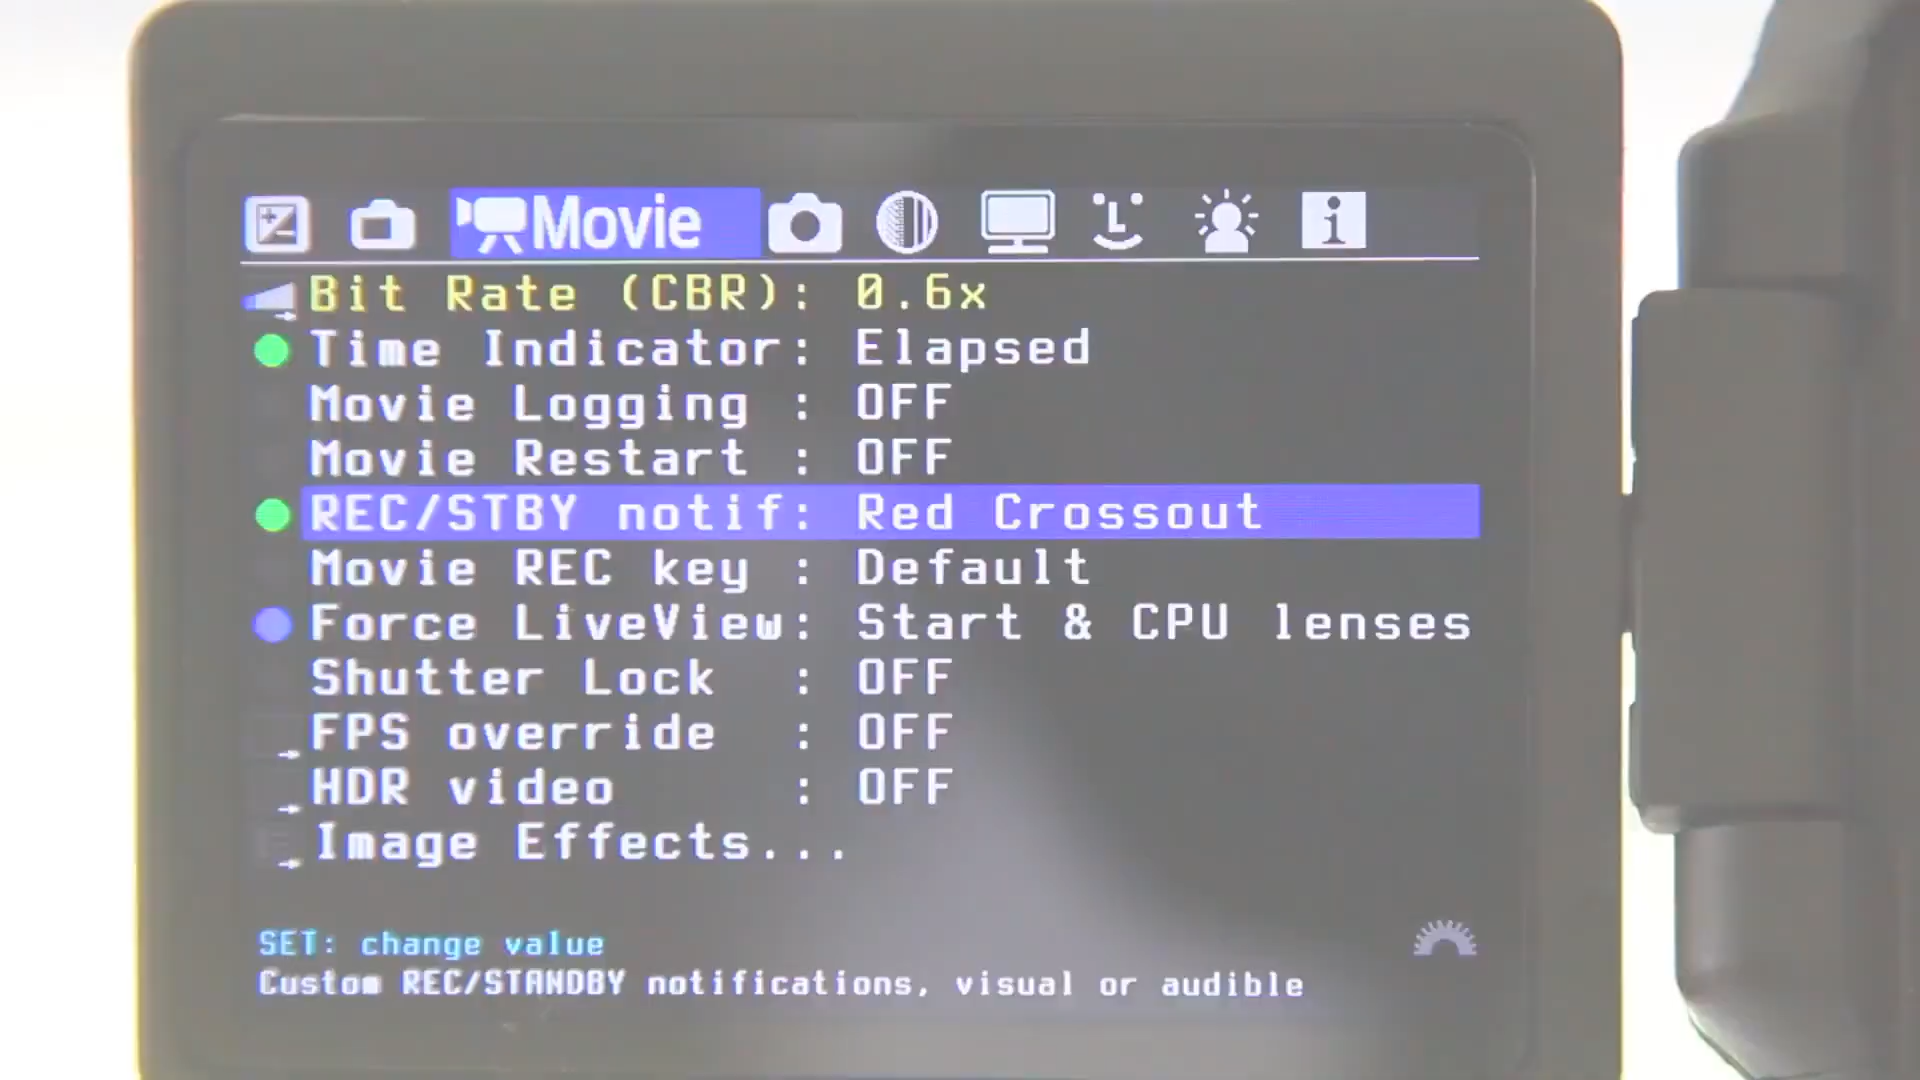 Movie
Bit Rate (CBR): 0.6x
Time Indicator: Elapsed
Movie Logging : OFF
Movie Restart : OFF
REC/STBY notif: Red Crossout
Movie REC key : Default
Force LiveView: Start & CPU lenses
Shutter Lock : OFF
FPS override : OFF
HDR video : OFF
Image Effects...
SET: change value
Custom REC/STANDBY notifications, visual or audible